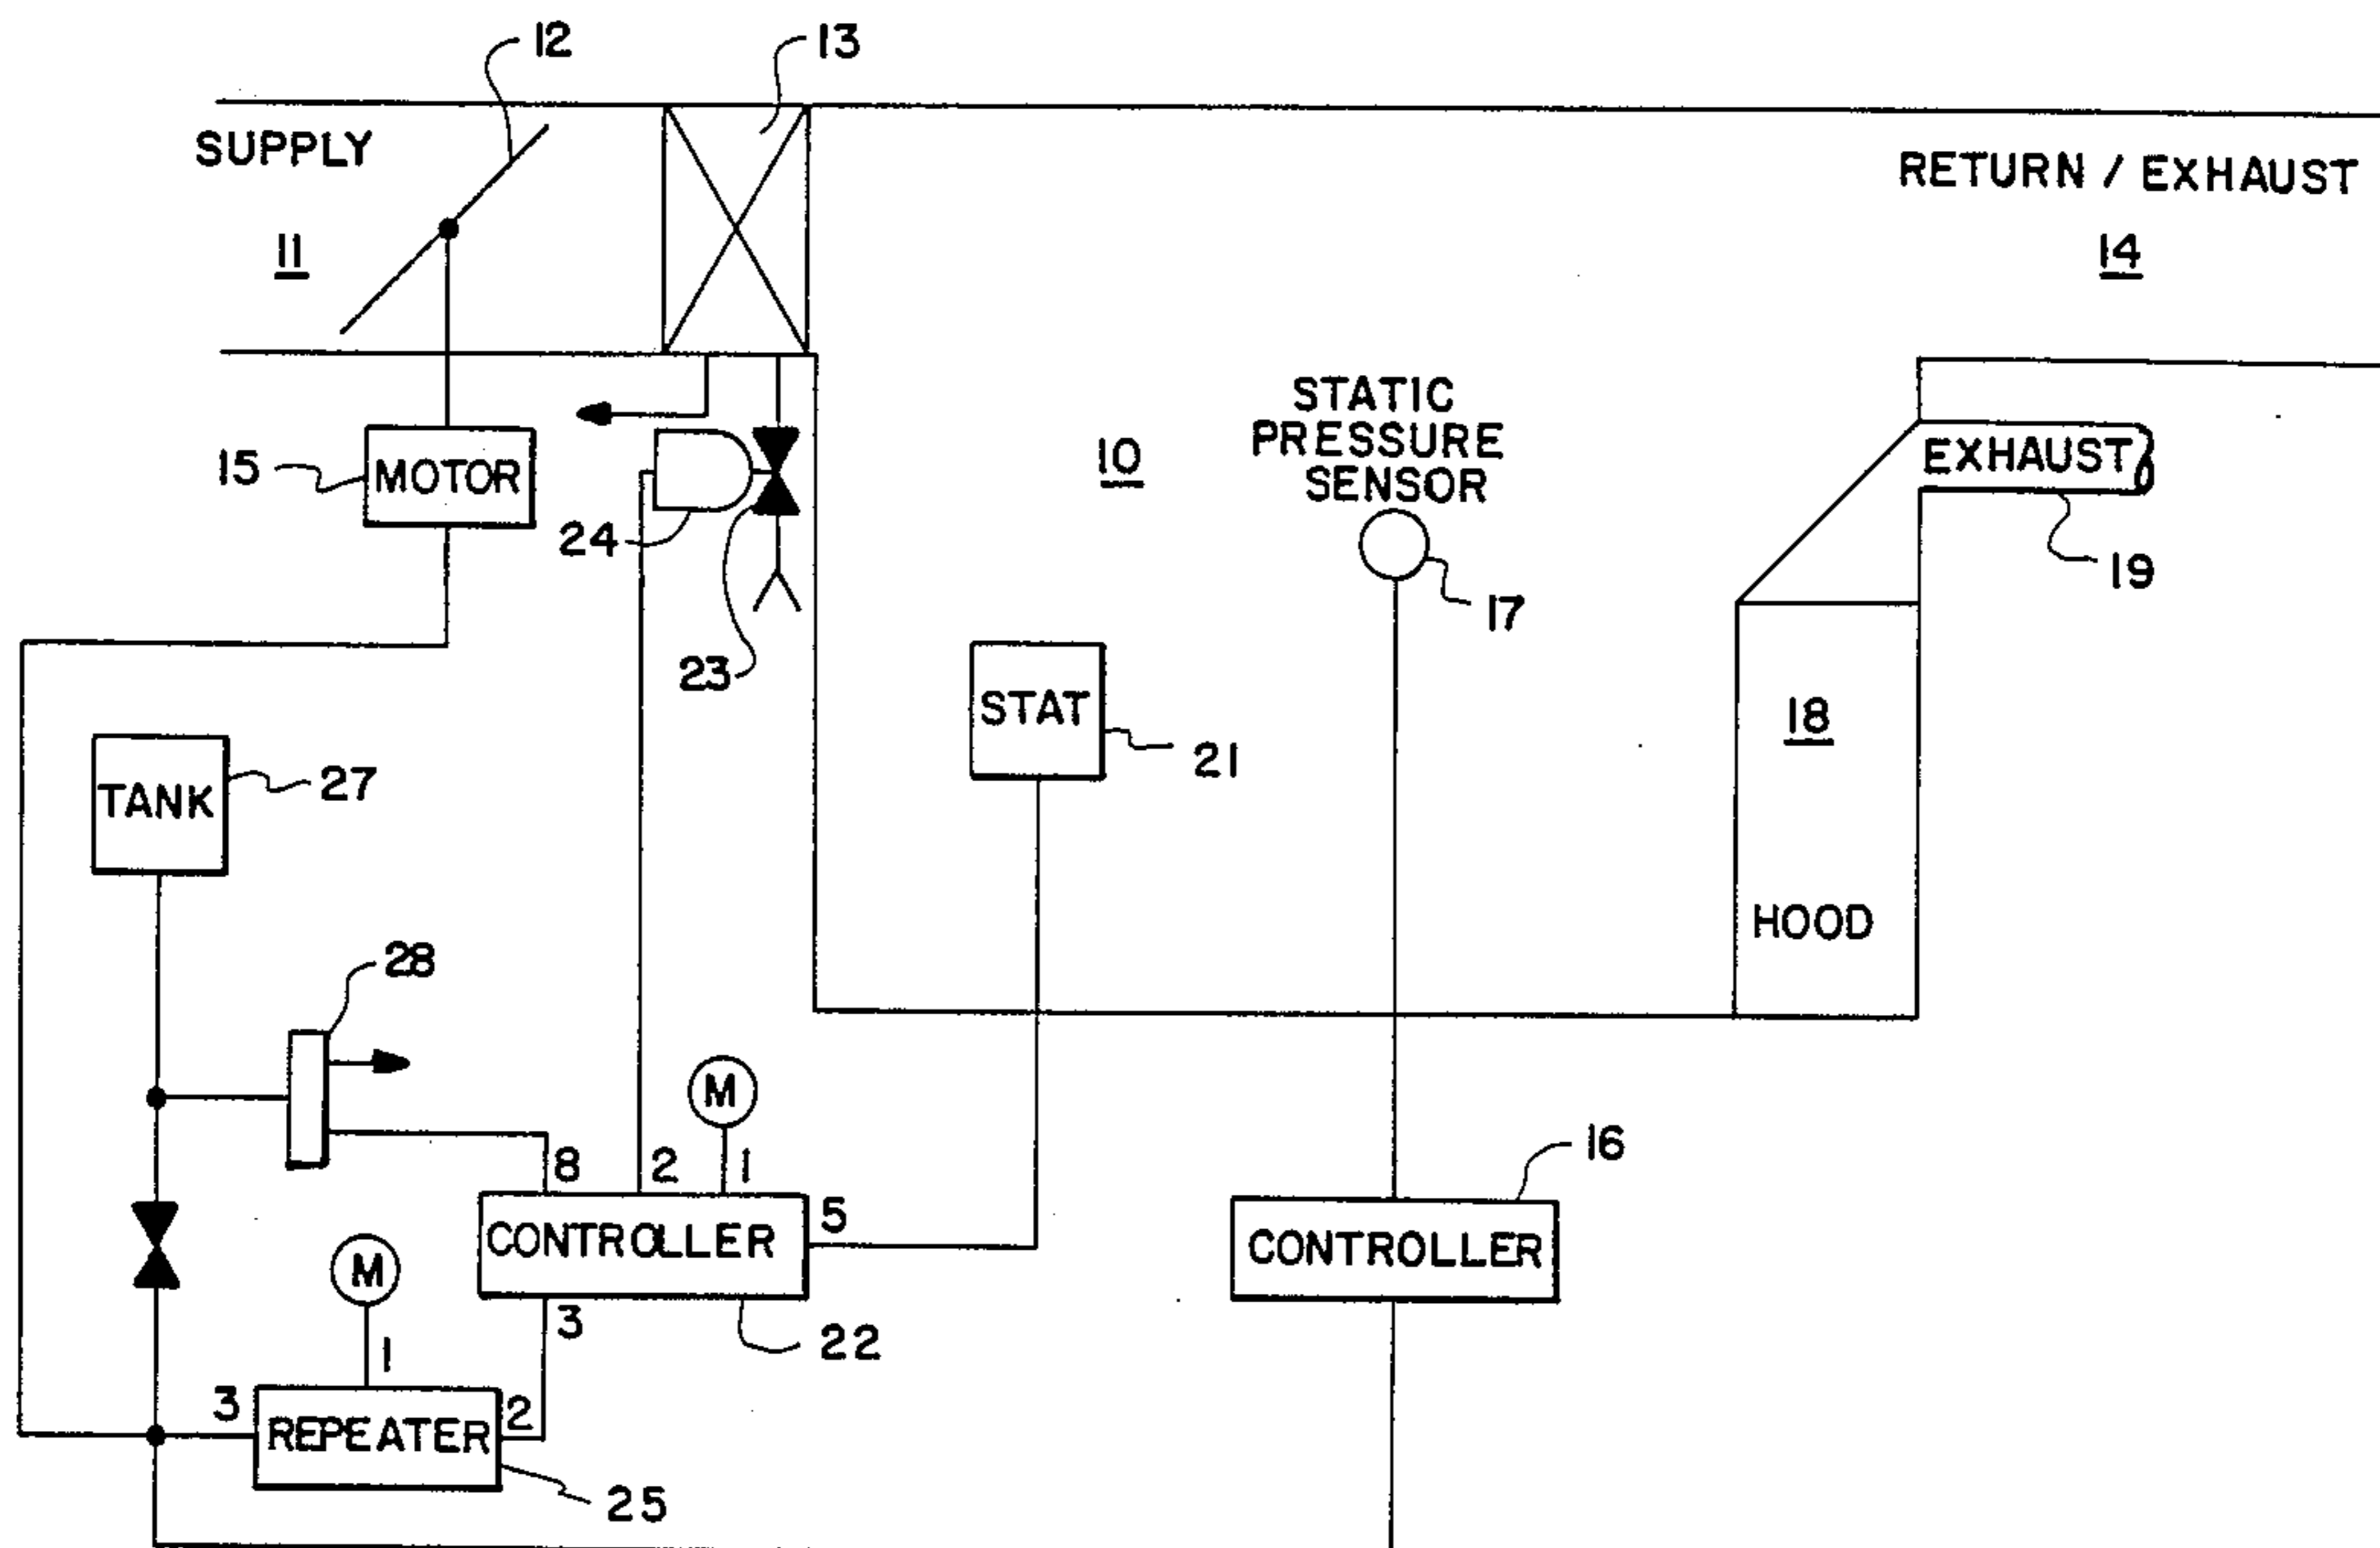 12
13
SUPPLY
RETURN / EXHAUST
11
14
STATIC
PRESSURE
SENSOR
10
EXHAUST
15
MOTOR
24
19
17
23
STAT
18
21
TANK
27
HOOD
28
M
16
8
2
1
5
CONTROLLER
CONTROLLER
M
3
22
1
3
REPEATER
2
25